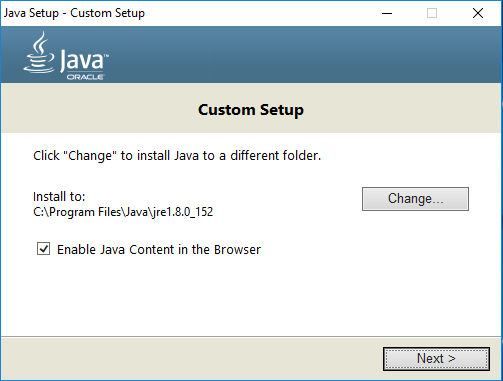 Java Setup - Custom Setup
Java™
ORACLE
Custom Setup
Click "Change" to install Java to a different folder.
Install to:
C:\Program Files\Java\jre1.8.0_152
Change...
Enable Java Content in the Browser
Next >